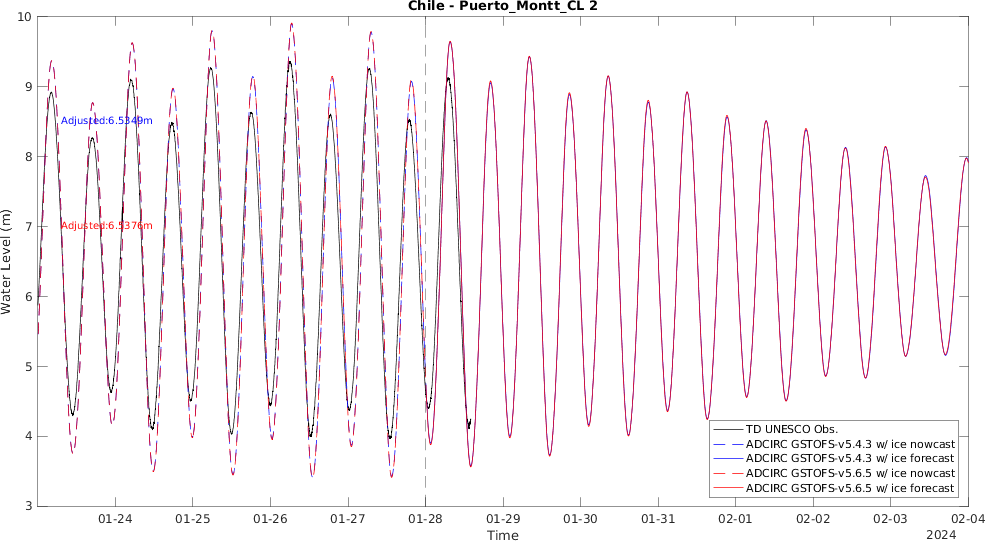 Chile - Puerto_Montt_CL 2
10
9
8
7
6
5
4
3
Water Level (m)
Adjusted:6.5349m
Adjusted:6.5376m
TD UNESCO Obs.
ADCIRC GSTOFS-v5.4.3 w/ ice nowcast
ADCIRC GSTOFS-v5.4.3 w/ ice forecast
ADCIRC GSTOFS-v5.6.5 w/ ice nowcast
ADCIRC GSTOFS-v5.6.5 w/ ice forecast
01-24 01-25 01-26 01-27 01-28 01-29 01-30 01-31 02-01 02-02 02-03 02-04
Time
2024